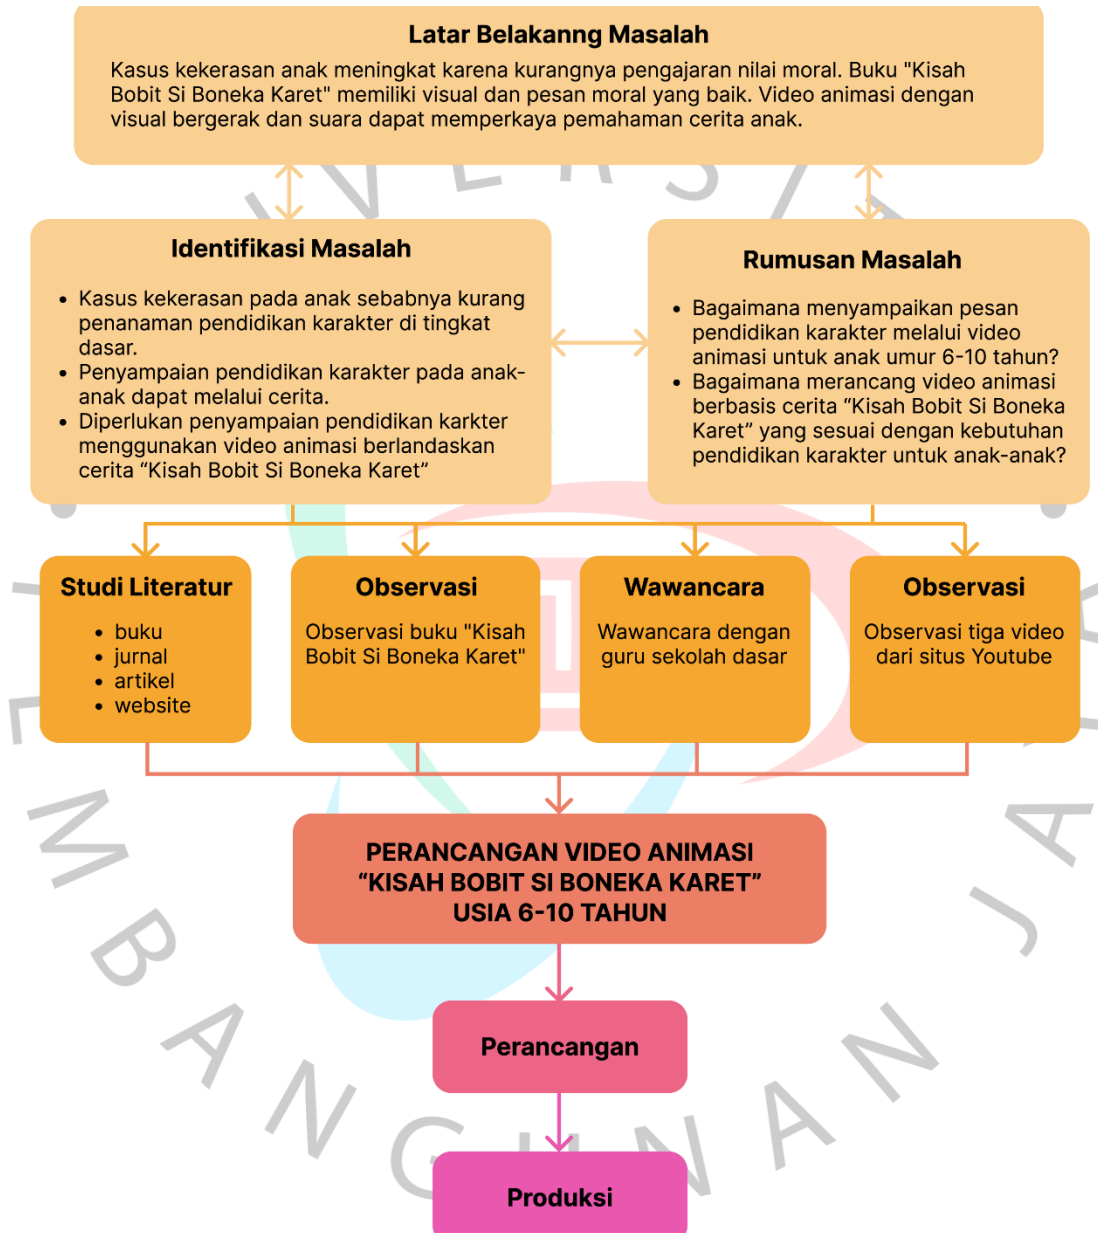 Latar Belakanng Masalah
Kasus kekerasan anak meningkat karena kurangnya pengajaran nilai moral. Buku "Kisah
Bobit Si Boneka Karet" memiliki visual dan pesan moral yang baik. Video animasi dengan
visual bergerak dan suara dapat memperkaya pemahaman cerita anak.
Identifikasi Masalah
• Kasus kekerasan pada anak sebabnya kurang
penanaman pendidikan karakter di tingkat
dasar.
• Penyampaian pendidikan karakter pada anak-
anak dapat melalui cerita.
• Diperlukan penyampaian pendidikan karkter
menggunakan video animasi berlandaskan
cerita “Kisah Bobit Si Boneka Karet”
Rumusan Masalah
• Bagaimana menyampaikan pesan
pendidikan karakter melalui video
animasi untuk anak umur 6-10 tahun?
• Bagaimana merancang video animasi
berbasis cerita “Kisah Bobit Si Boneka
Karet” yang sesuai dengan kebutuhan
pendidikan karakter untuk anak-anak?
Studi Literatur
• buku
• jurnal
• artikel
• website
Observasi
Observasi buku "Kisah
Bobit Si Boneka Karet"
Wawancara
Wawancara dengan
guru sekolah dasar
Observasi
Observasi tiga video
dari situs Youtube
PERANCANGAN VIDEO ANIMASI
“KISAH BOBIT SI BONEKA KARET”
USIA 6-10 TAHUN
Perancangan
Produksi